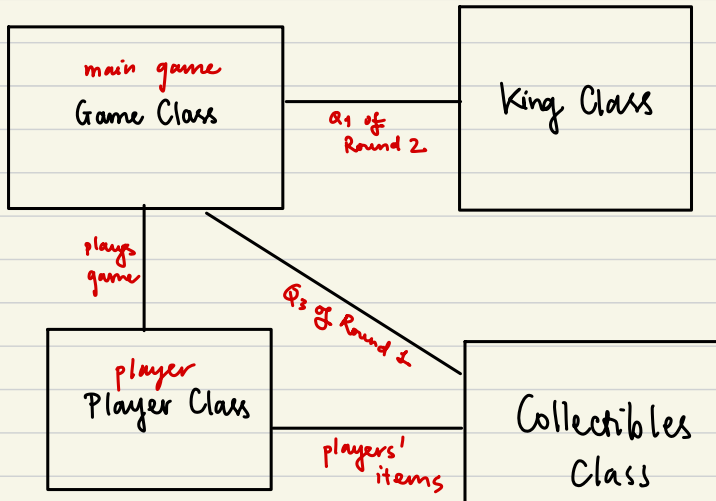 main game
Game Class
King Class
Q1 of
Round 2
plays
game
Q3 of Round 1
player
Player Class
players'
items
Collectibles
Class